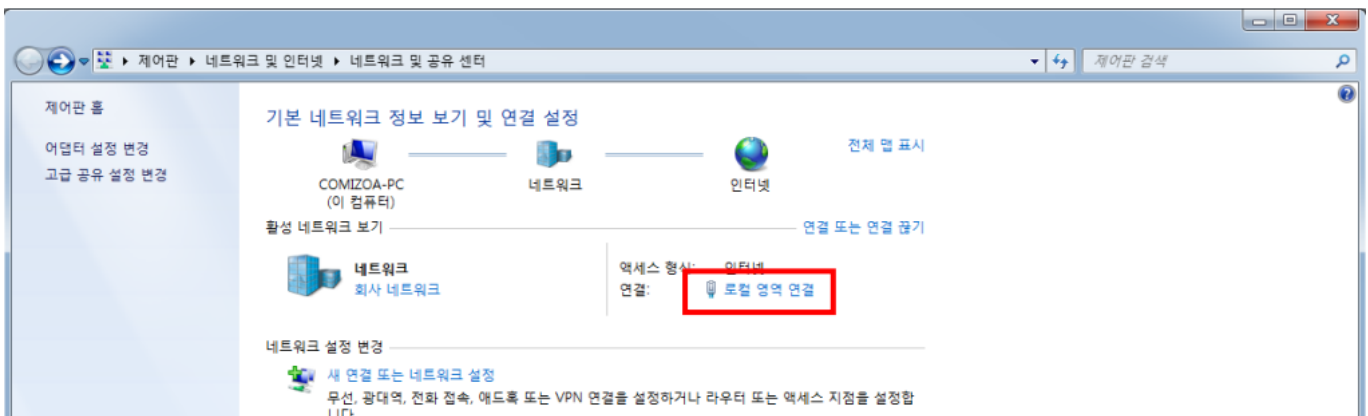 제어판 ▸ 네트워크 및 인터넷 ▸ 네트워크 및 공유 센터
제어판 검색
제어판 홈
어댑터 설정 변경
고급 공유 설정 변경
기본 네트워크 정보 보기 및 연결 설정
전체 맵 표시
COMIZOA-PC
(이 컴퓨터)
네트워크
인터넷
활성 네트워크 보기
연결 또는 연결 끊기
네트워크
회사 네트워크
액세스 형식: 인터넷
연결: 로컬 영역 연결
네트워크 설정 변경
새 연결 또는 네트워크 설정
무선, 광대역, 전화 접속, 애드혹 또는 VPN 연결을 설정하거나 라우터 또는 액세스 지점을 설정합
니다.